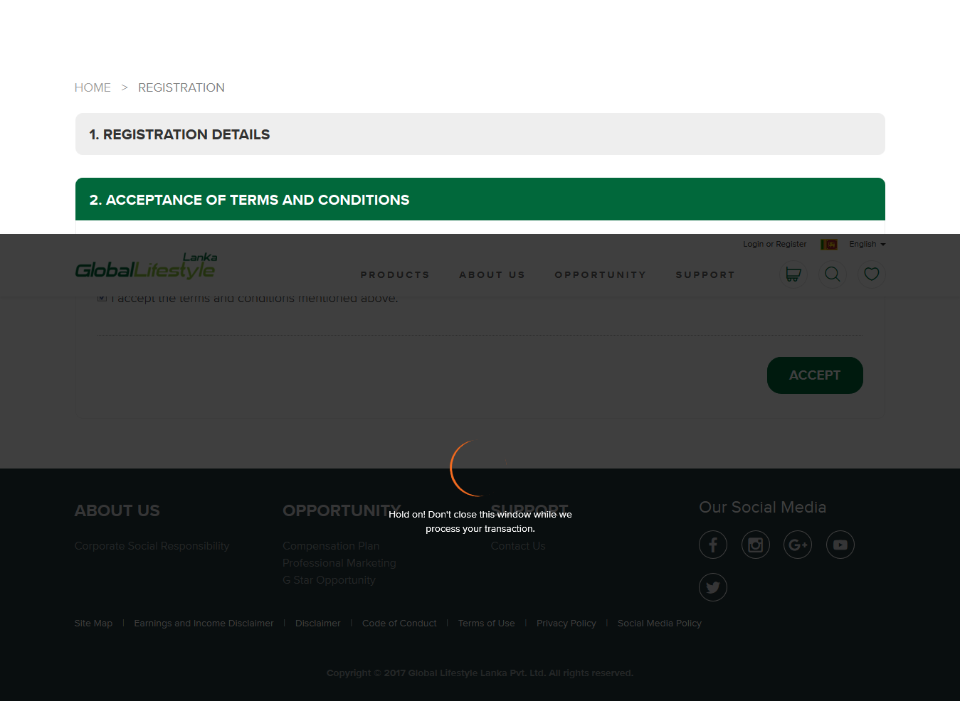 HOME > REGISTRATION
1. REGISTRATION DETAILS
2. ACCEPTANCE OF TERMS AND CONDITIONS
Login or Register English
Lanka
GlobalLifestyle
PRODUCTS ABOUT US OPPORTUNITY SUPPORT
I accept the terms and conditions mentioned above.
ACCEPT
ABOUT US OPPORTUNITY SUPPORT Our Social Media
Hold on! Don't close this window while we
process your transaction.
Corporate Social Responsibility Compensation Plan Contact Us
Professional Marketing
G Star Opportunity
Site Map | Earnings and Income Disclaimer | Disclaimer | Code of Conduct | Terms of Use | Privacy Policy | Social Media Policy
Copyright © 2017 Global Lifestyle Lanka Pvt. Ltd. All rights reserved.